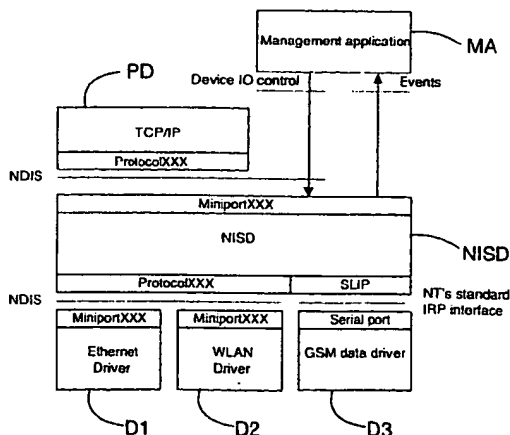 Management application
MA
Device IO control
Events
PD
TCP/IP
ProtocolXXX
NDIS
MiniportXXX
NISD
NISD
ProtocolXXX
SLIP
NDIS
NT's standard
IRP interface
MiniportXXX
MiniportXXX
Serial port
Ethernet
Driver
WLAN
Driver
GSM data driver
D1
D2
D3